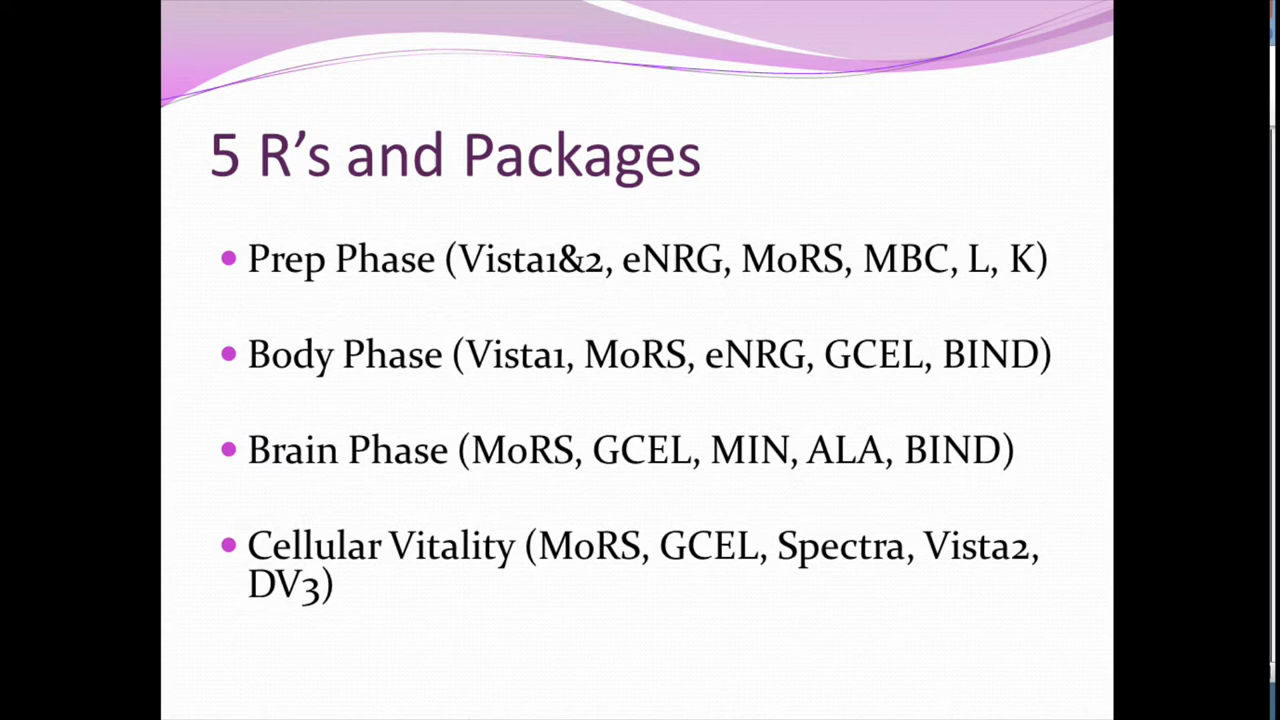 5 R’s and Packages
• Prep Phase (Vista1&2, eNRG, MoRS, MBC, L, K)
• Body Phase (Vista1, MoRS, eNRG, GCEL, BIND)
• Brain Phase (MoRS, GCEL, MIN, ALA, BIND)
• Cellular Vitality (MoRS, GCEL, Spectra, Vista2,
DV3)